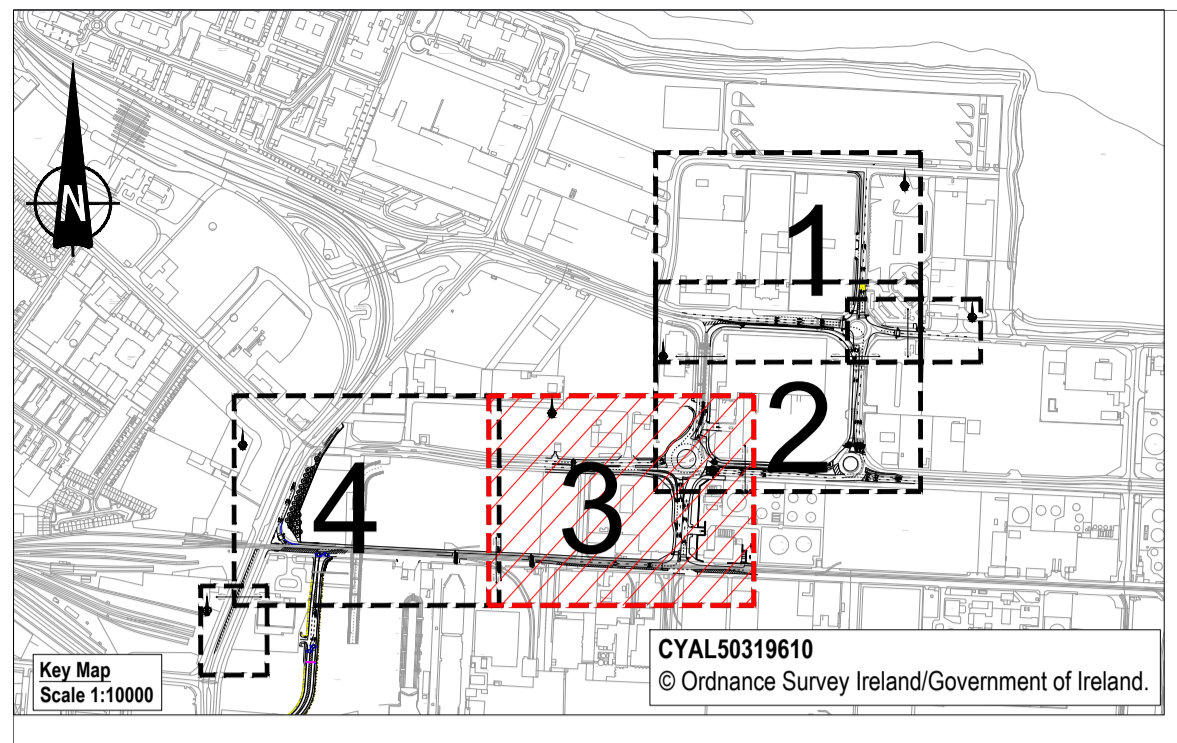 N
1
2
3
4
Key Map
Scale 1:10000
CYAL50319610
© Ordnance Survey Ireland/Government of Ireland.